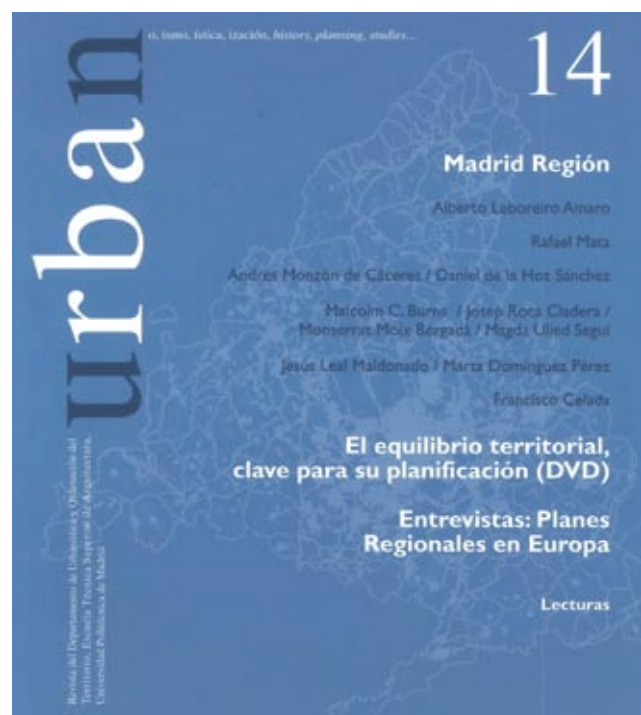 o, ismo, ística, ización, history, planning, studies...
urban
14
Madrid Región
Alberto Leboreiro Amaro
Rafael Mata
Andrés Monzón de Cáceres / Daniel de la Hoz Sánchez
Malcolm C. Burns / Josep Roca Cladera /
Monserrat Moix Bergadà / Magda Ullied Seguí
Jesús Leal Maldonado / Marta Domínguez Pérez
Francisco Celada
El equilibrio territorial,
clave para su planificación (DVD)
Entrevistas: Planes
Regionales en Europa
Lecturas
Revista del Departamento de Urbanística y Ordenación del
Territorio, Escuela Técnica Superior de Arquitectura,
Universidad Politécnica de Madrid